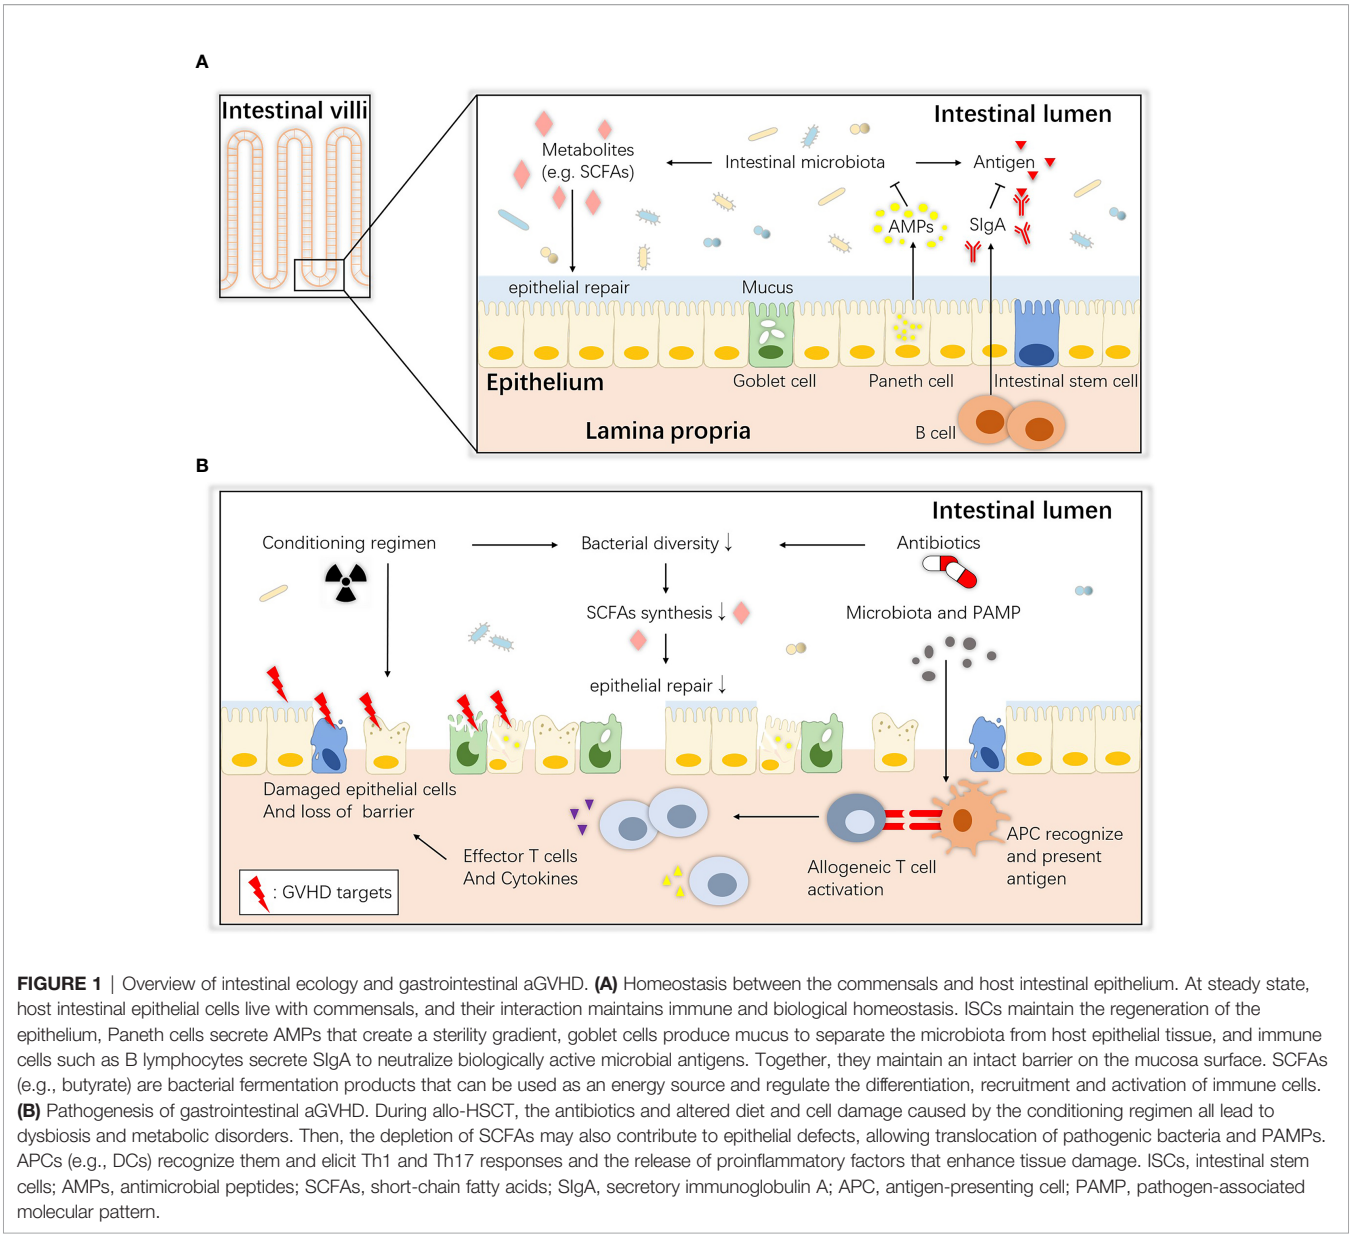 A
Intestinal villi
Intestinal lumen
Metabolites
(e.g. SCFAs)
Intestinal microbiota
Antigen
AMPs
SIgA
epithelial repair
Mucus
Epithelium
Goblet cell
Paneth cell
Intestinal stem cell
Lamina propria
B cell
B
Intestinal lumen
Conditioning regimen
Bacterial diversity ↓
Antibiotics
SCFAs synthesis ↓
Microbiota and PAMP
epithelial repair ↓
Damaged epithelial cells
And loss of barrier
Effector T cells
And Cytokines
Allogeneic T cell
activation
APC recognize
and present
antigen
: GVHD targets
FIGURE 1 | Overview of intestinal ecology and gastrointestinal aGVHD. (A) Homeostasis between the commensals and host intestinal epithelium. At steady state,
host intestinal epithelial cells live with commensals, and their interaction maintains immune and biological homeostasis. ISCs maintain the regeneration of the
epithelium, Paneth cells secrete AMPs that create a sterility gradient, goblet cells produce mucus to separate the microbiota from host epithelial tissue, and immune
cells such as B lymphocytes secrete SIgA to neutralize biologically active microbial antigens. Together, they maintain an intact barrier on the mucosa surface. SCFAs
(e.g., butyrate) are bacterial fermentation products that can be used as an energy source and regulate the differentiation, recruitment and activation of immune cells.
(B) Pathogenesis of gastrointestinal aGVHD. During allo-HSCT, the antibiotics and altered diet and cell damage caused by the conditioning regimen all lead to
dysbiosis and metabolic disorders. Then, the depletion of SCFAs may also contribute to epithelial defects, allowing translocation of pathogenic bacteria and PAMPs.
APCs (e.g., DCs) recognize them and elicit Th1 and Th17 responses and the release of proinflammatory factors that enhance tissue damage. ISCs, intestinal stem
cells; AMPs, antimicrobial peptides; SCFAs, short-chain fatty acids; SIgA, secretory immunoglobulin A; APC, antigen-presenting cell; PAMP, pathogen-associated
molecular pattern.